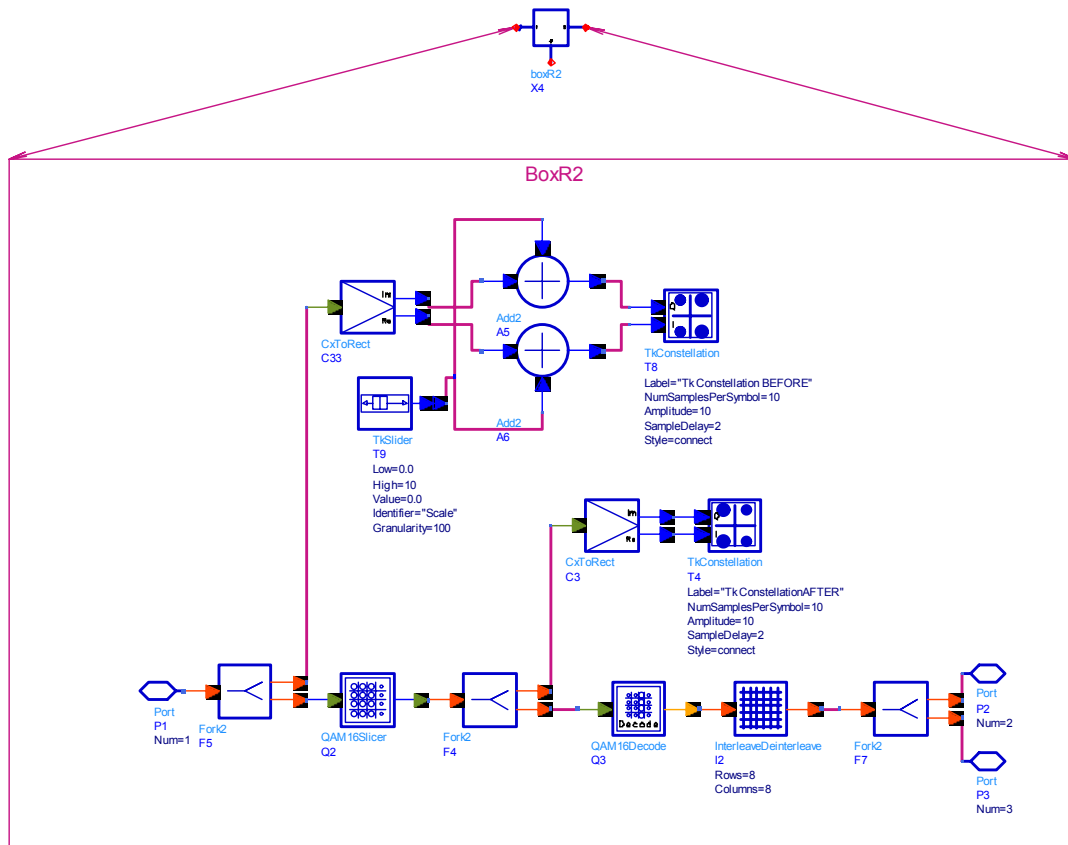 boxR2
X4
BoxR2
Im
Re
CxToRect
C33
Add2
A5
Q
I
TkConstellation
T8
Label="Tk Constellation BEFORE"
NumSamplesPerSymbol=10
Amplitude=10
SampleDelay=2
Style=connect
TkSlider
T9
Low=0.0
High=10
Value=0.0
Identifier="Scale"
Granularity=100
Add2
A6
Im
Re
CxToRect
C3
Q
I
TkConstellation
T4
Label="Tk ConstellationAFTER"
NumSamplesPerSymbol=10
Amplitude=10
SampleDelay=2
Style=connect
Port
P1
Num=1
Fork2
F5
QAM16Slicer
Q2
Fork2
F4
Decode
QAM16Decode
Q3
InterleaveDeinterleave
I2
Rows=8
Columns=8
Fork2
F7
Port
P2
Num=2
Port
P3
Num=3